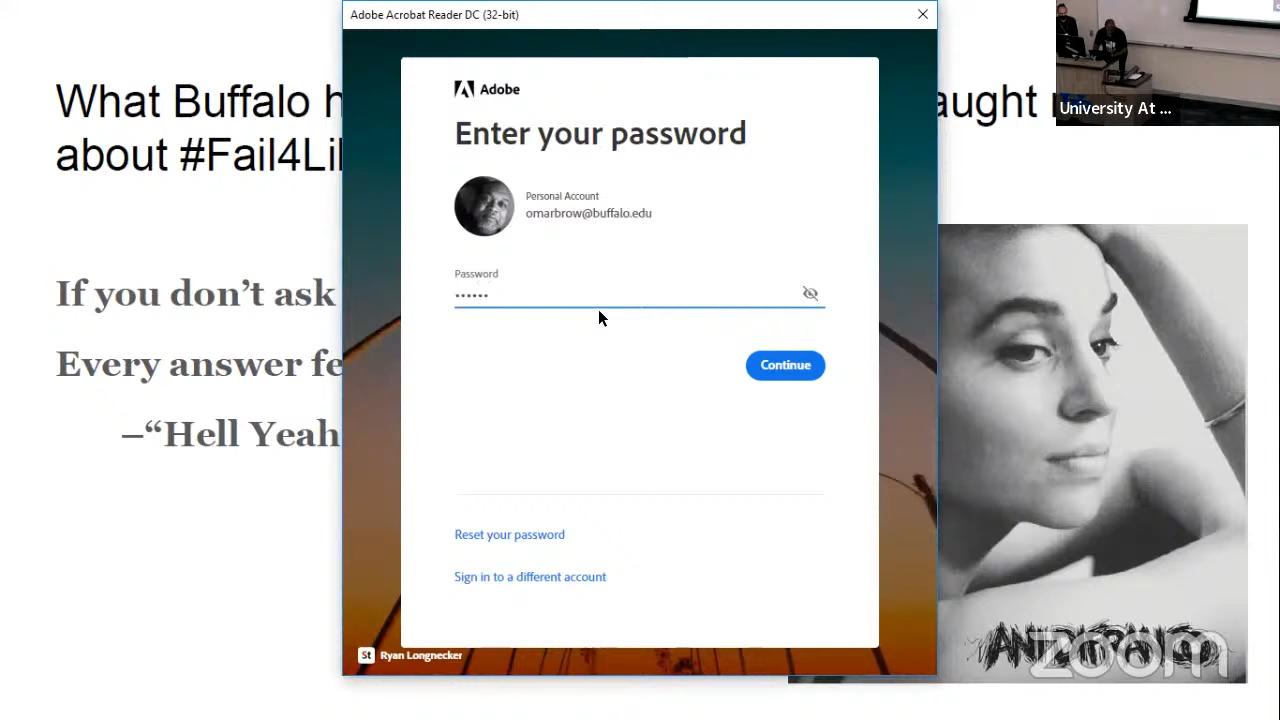 Adobe Acrobat Reader DC (32-bit)
University At ...
What Buffalo h
aught
about #Fail4Li
Adobe
Enter your password
Personal Account
omarbrow@buffalo.edu
Password
••••••
If you don't ask
Every answer fe
–“Hell Yeah
Continue
Reset your password
Sign in to a different account
St Ryan Longnecker
ANI DIFRANCO
zoom